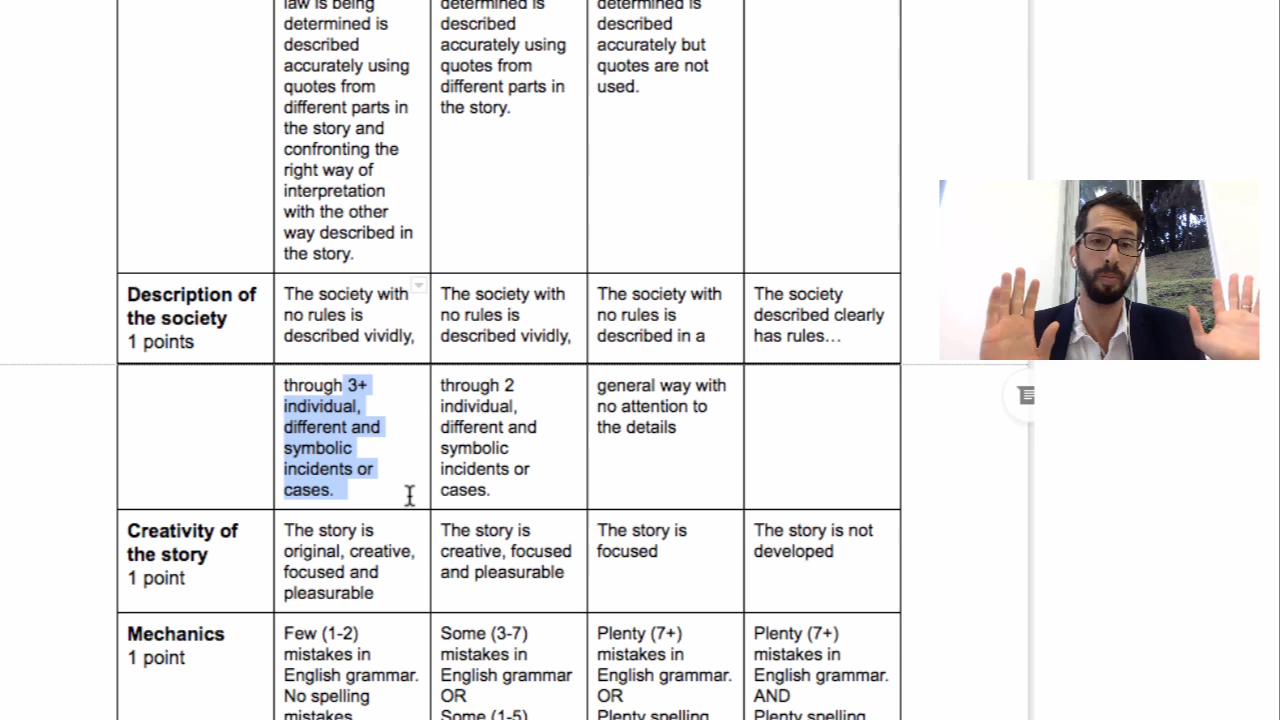 law is being
determined is
described
accurately using
quotes from
different parts in
the story and
confronting the
right way of
interpretation
with the other
way described in
the story.
determined is
described
accurately using
quotes from
different parts in
the story.
determined is
described
accurately but
quotes are not
used.
Description of
the society
1 points
The society with
no rules is
described vividly,
The society with
no rules is
described vividly,
The society with
no rules is
described in a
The society
described clearly
has rules…
through 3+
individual,
different and
symbolic
incidents or
cases.
through 2
individual,
different and
symbolic
incidents or
cases.
general way with
no attention to
the details
Creativity of
the story
1 point
The story is
original, creative,
focused and
pleasurable
The story is
creative, focused
and pleasurable
The story is
focused
The story is not
developed
Mechanics
1 point
Few (1-2)
mistakes in
English grammar.
No spelling
mistakes
Some (3-7)
mistakes in
English grammar
OR
Some (1-5)
Plenty (7+)
mistakes in
English grammar.
OR
Plenty spelling
Plenty (7+)
mistakes in
English grammar.
AND
Plenty spelling